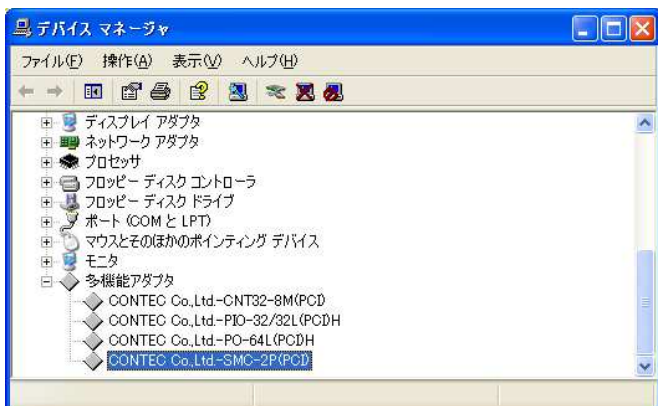 デバイス マネージャ
ファイル(F) 操作(A) 表示(V) ヘルプ(H)
ディスプレイ アダプタ
ネットワーク アダプタ
プロセッサ
フロッピー ディスク コントローラ
フロッピー ディスク ドライブ
ポート (COM と LPT)
マウスとそのほかのポインティング デバイス
モニタ
多機能アダプタ
CONTEC Co.,Ltd.-CNT32-8M(PCI)
CONTEC Co.,Ltd.-PIO-32/32L(PCI)H
CONTEC Co.,Ltd.-PO-64L(PCI)H
CONTEC Co.,Ltd.-SMC-2P(PCI)